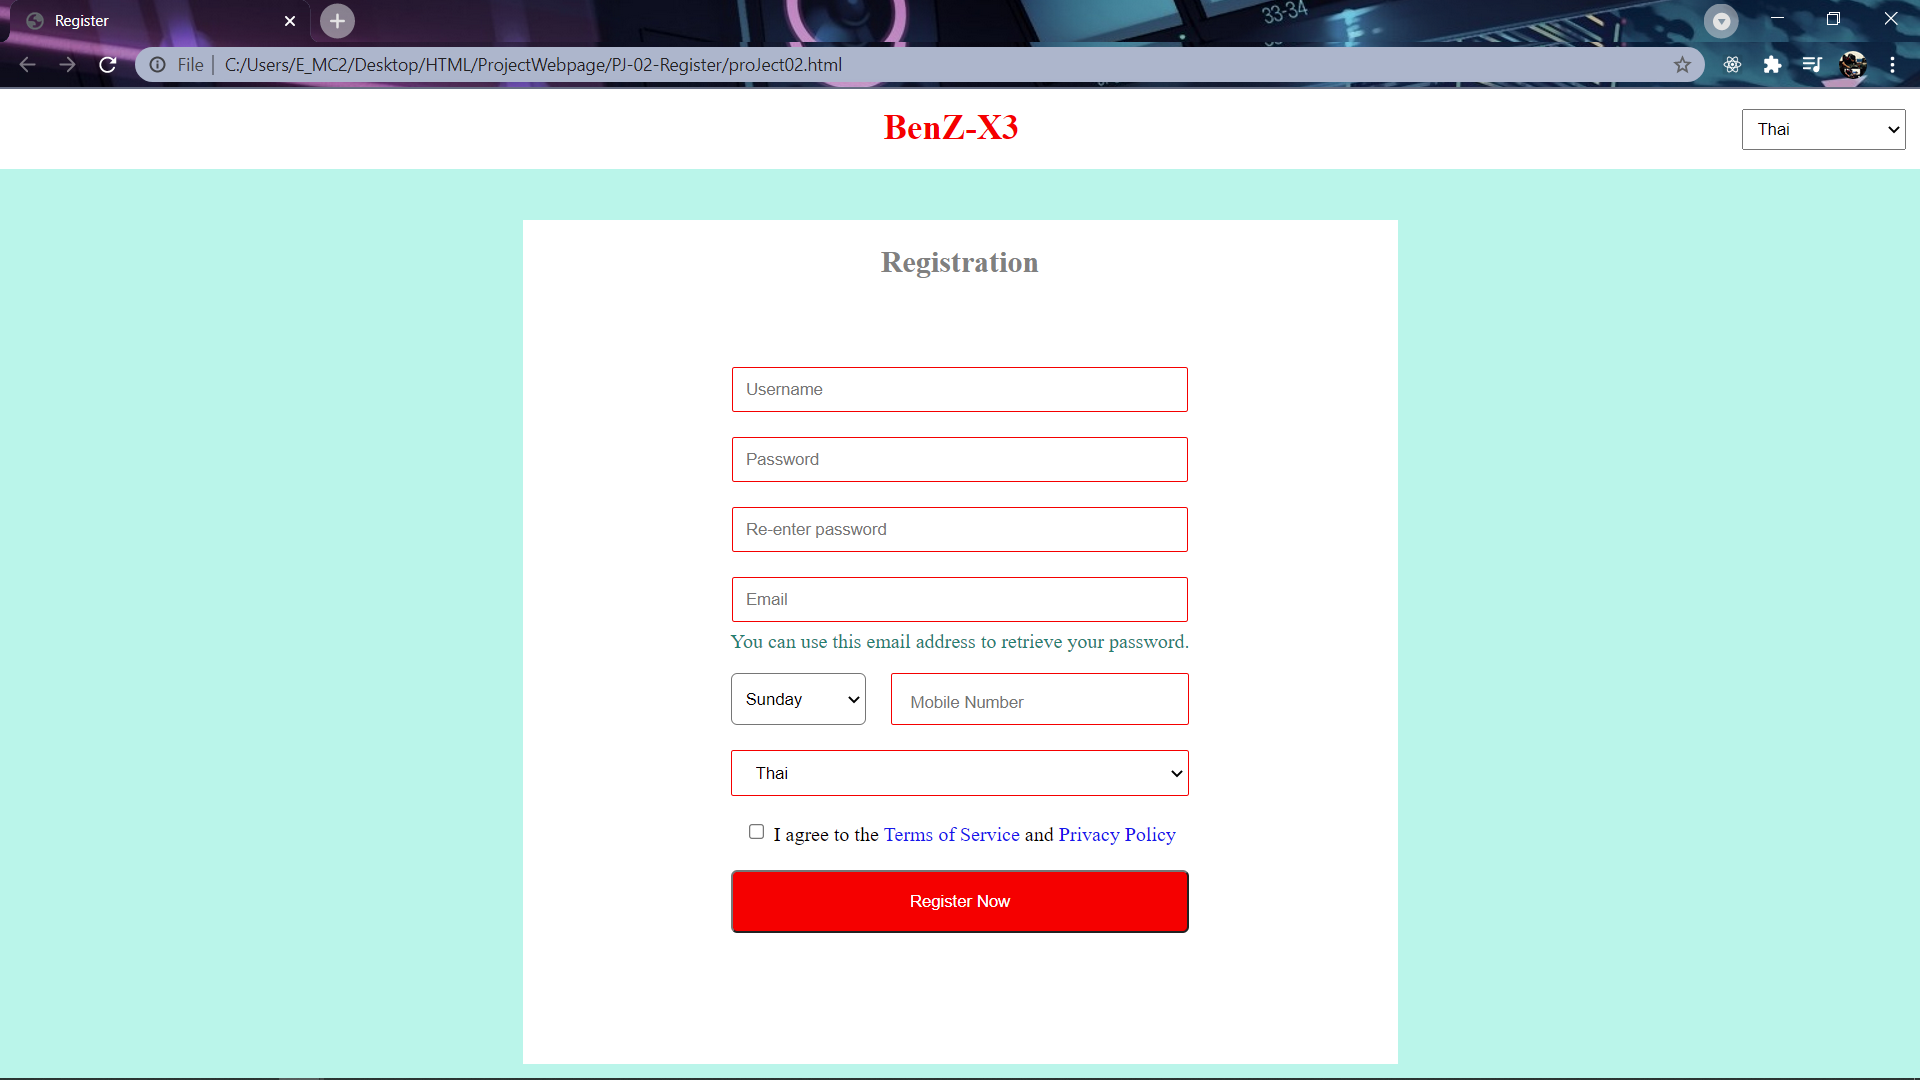 Register
33-34
File
C:/Users/E_MC2/Desktop/HTML/ProjectWebpage/PJ-02-Register/proJect02.html
BenZ-X3
Thai
Registration
Username
Password
Re-enter password
Email
You can use this email address to retrieve your password.
Sunday
Mobile Number
Thai
I agree to the Terms of Service and Privacy Policy
Register Now